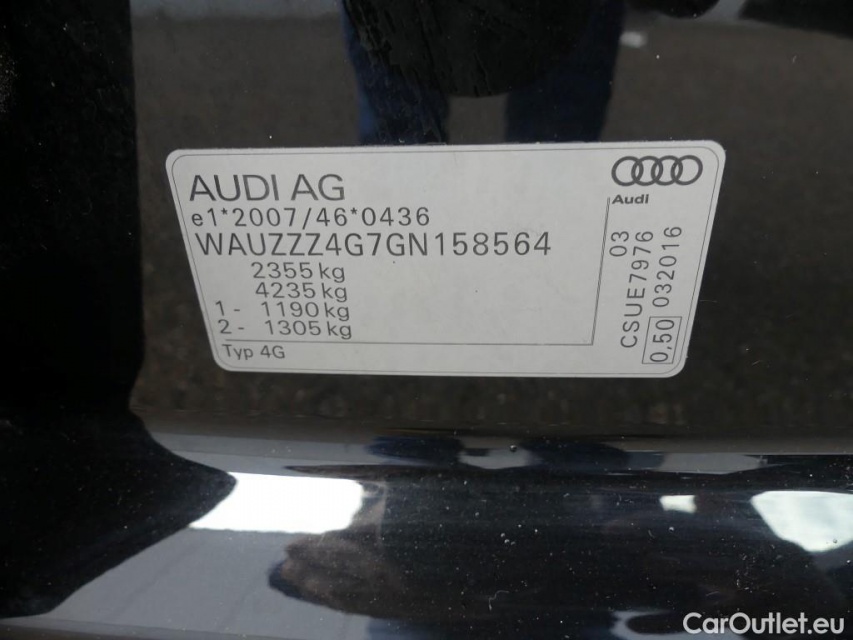 AUDI AG
e1*2007/46*0436
WAUZZZ4G7GN158564
2355 kg
4235 kg
1- 1190 kg
2- 1305 kg
Typ 4G
Audi
03
CSUE7976
0,50 032016
CarOutlet.eu